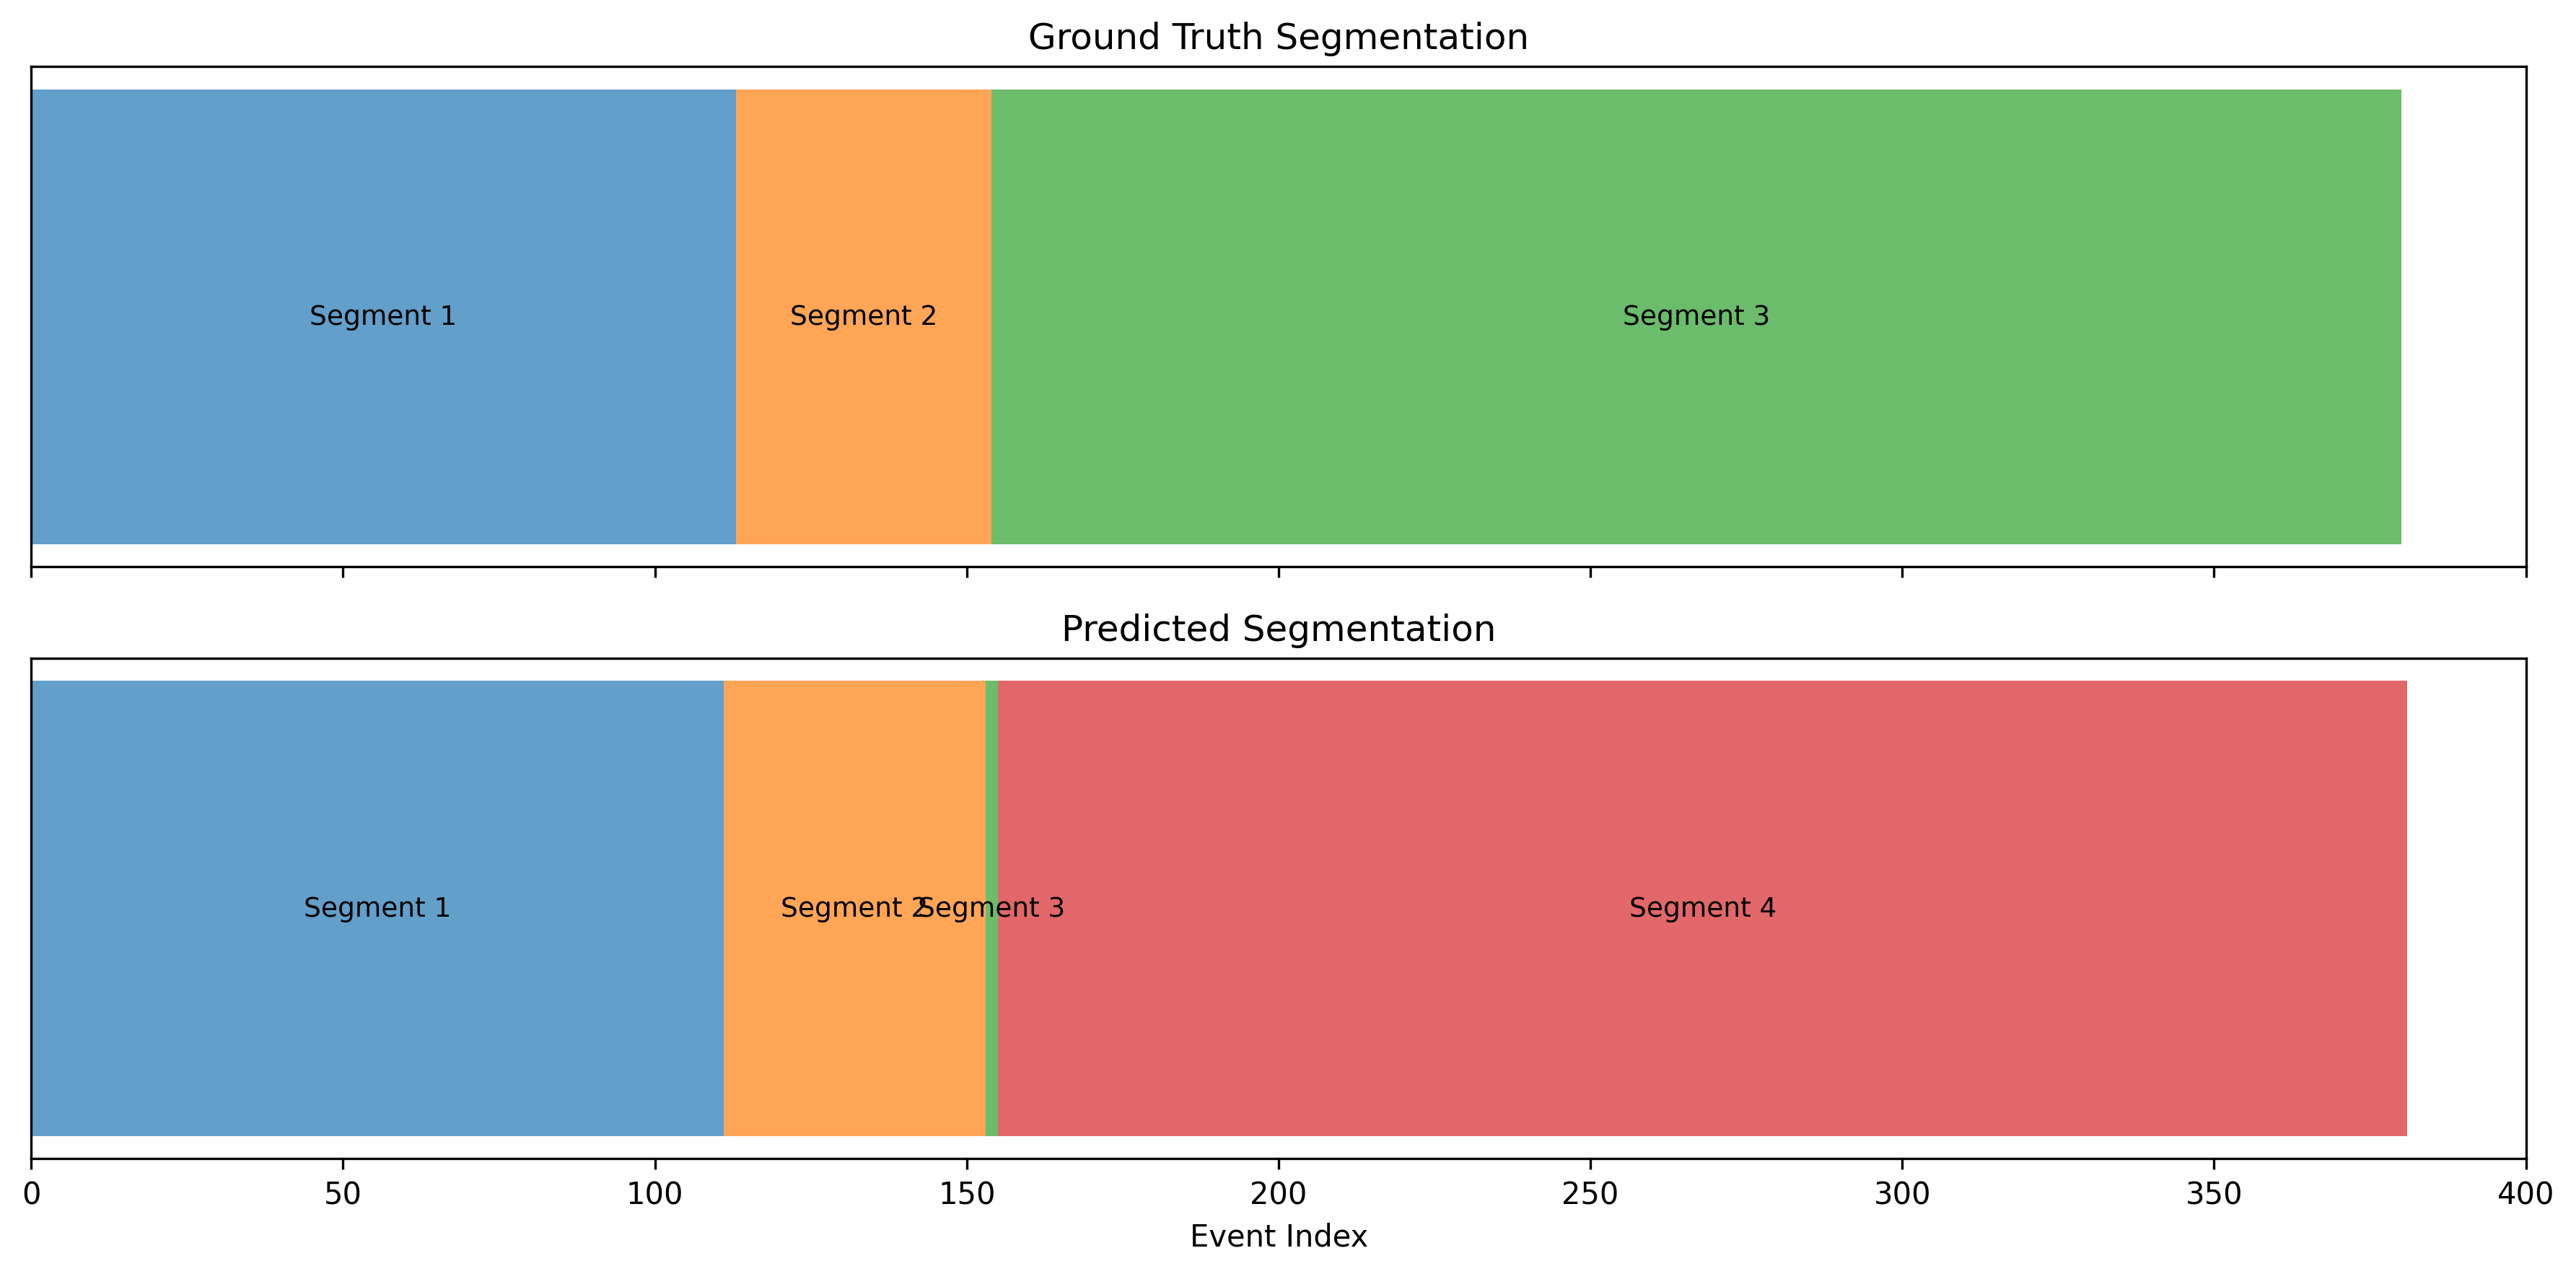 Ground Truth Segmentation
Segment 1 Segment 2 Segment 3
Predicted Segmentation
Segment 1 Segment 2 Segment 3 Segment 4
0 50 100 150 200 250 300 350 400
Event Index